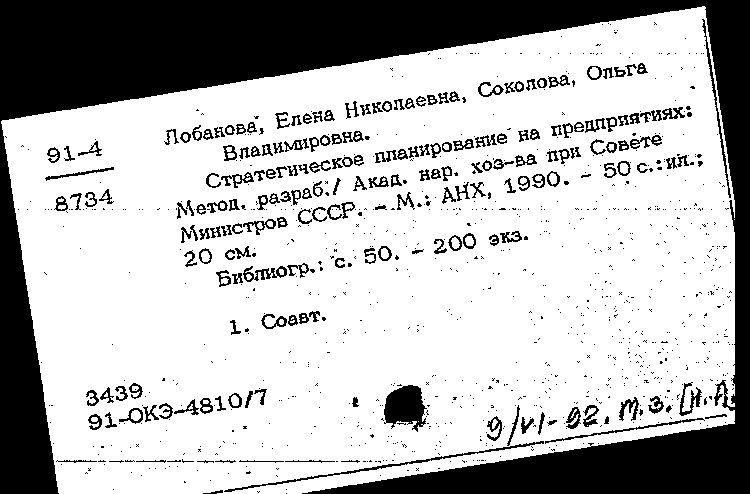 91-4
8734
Лобанова, Елена Николаевна, Соколова, Ольга
Владимировна.
Стратегическое планирование на предприятиях:
Метод. разраб. / Акад. нар. хоз-ва при Совете
Министров СССР. - М.: АНХ, 1990. - 50 с.: ил.;
20 см.
Библиогр.: с. 50. - 200 экз.
1. Соавт.
3439
91-ОКЭ-4810/7
9/VI-92. т.з. [Н.А.